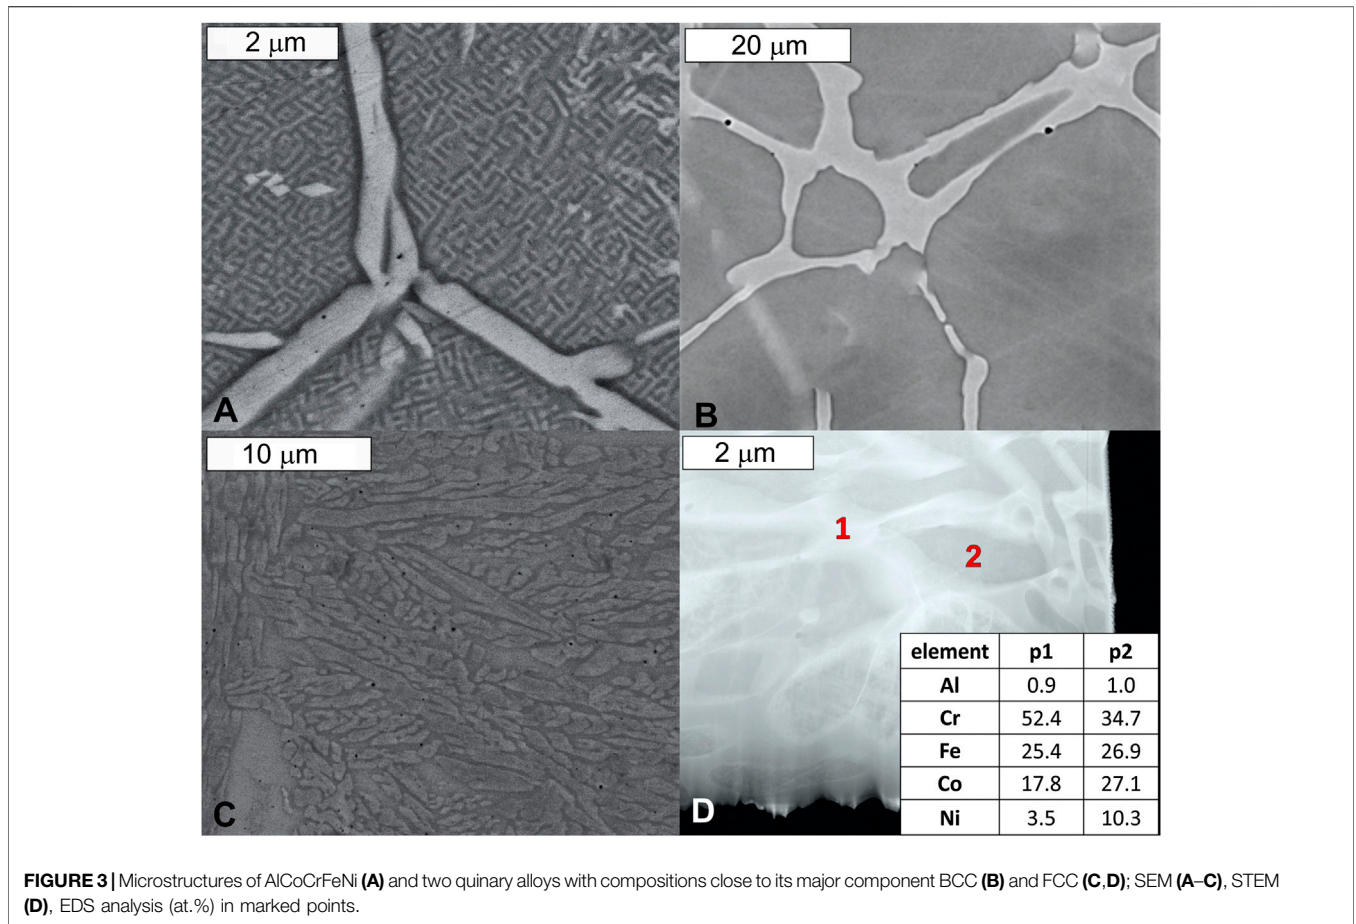 2 μm
20 μm
A
B
10 μm
2 μm
1
2
element p1 p2
Al 0.9 1.0
Cr 52.4 34.7
Fe 25.4 26.9
Co 17.8 27.1
Ni 3.5 10.3
C
D
FIGURE 3 | Microstructures of AlCoCrFeNi (A) and two quinary alloys with compositions close to its major component BCC (B) and FCC (C,D); SEM (A–C), STEM
(D), EDS analysis (at.%) in marked points.